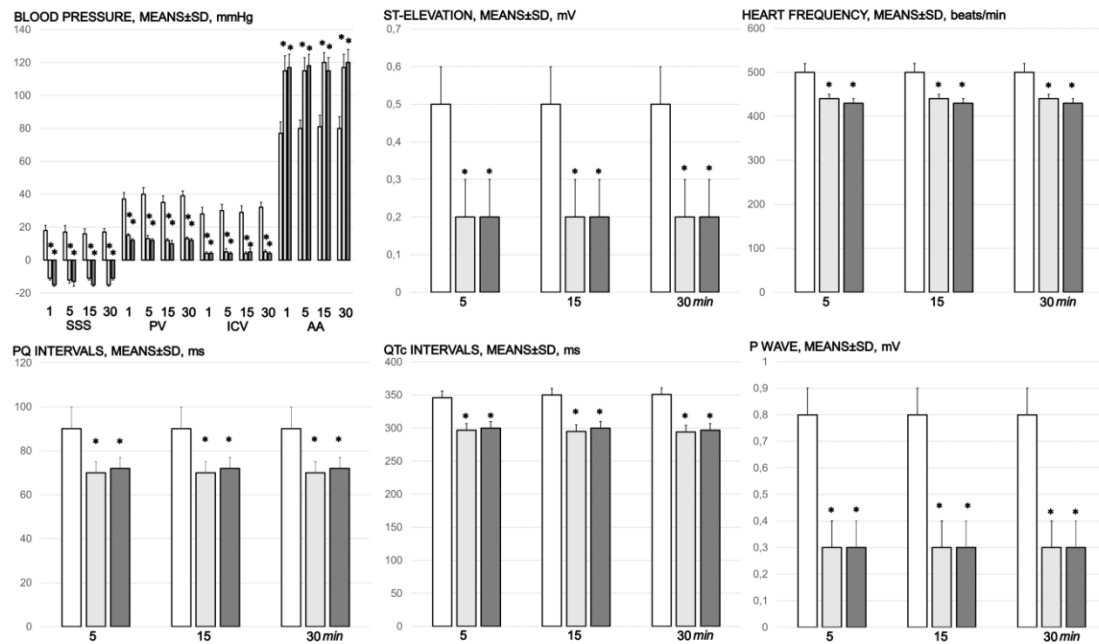 BLOOD PRESSURE, MEANS±SD, mmHg
140
120
100
80
60
40
20
0
-20
* * * * * * * *
* * * * * * * *
* * * * * * * *
* * * * * * * *
1 5 15 30 1 5 15 30 1 5 15 30 1 5 15 30
SSS PV ICV AA
ST-ELEVATION, MEANS±SD, mV
0,7
0,6
0,5
0,4
0,3
0,2
0,1
0
* * * * * *
5 15 30 min
HEART FREQUENCY, MEANS±SD, beats/min
600
500
400
300
200
100
0
* * * * * *
5 15 30 min
PQ INTERVALS, MEANS±SD, ms
120
100
80
60
40
20
0
* * * * * *
5 15 30 min
QTc INTERVALS, MEANS±SD, ms
400
350
300
250
200
150
100
50
0
* * * * * *
5 15 30 min
P WAVE, MEANS±SD, mV
1
0,9
0,8
0,7
0,6
0,5
0,4
0,3
0,2
0,1
0
* * * * * *
5 15 30 min